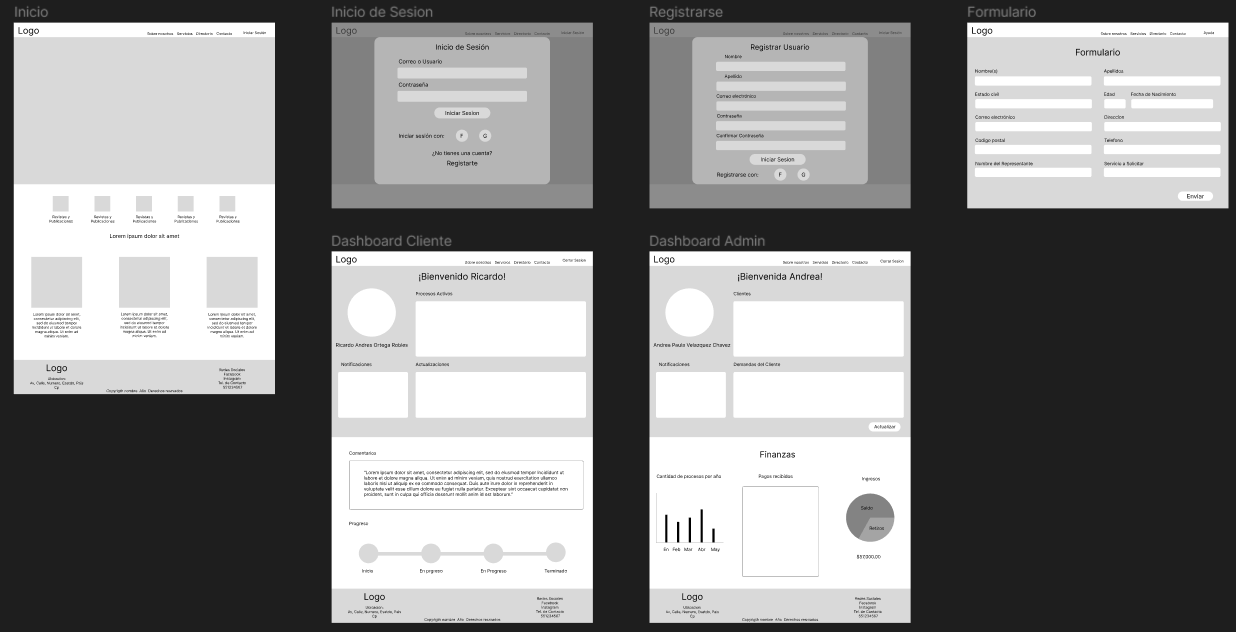 Inicio
Logo
Sobre nosotros Servicios Directorio Contacto Iniciar Sesión
Revistas y Publicaciones
Revistas y Publicaciones
Revistas y Publicaciones
Revistas y Publicaciones
Revistas y Publicaciones
Lorem ipsum dolor sit amet
Lorem ipsum dolor sit amet,
consectetur adipiscing elit,
sed do eiusmod tempor
incididunt ut labore et dolore
magna aliqua. Ut enim ad
minim veniam.
Lorem ipsum dolor sit amet,
consectetur adipiscing elit,
sed do eiusmod tempor
incididunt ut labore et dolore
magna aliqua. Ut enim ad
minim veniam.
Lorem ipsum dolor sit amet,
consectetur adipiscing elit,
sed do eiusmod tempor
incididunt ut labore et dolore
magna aliqua. Ut enim ad
minim veniam.
Logo
Ubicacion:
Av, Calle, Numero, Esatdo, Pais
Cp
Redes Sociales
Facebook
Instagram
Tel. de Contacto
551234567
Copyright nombre. Año. Derechos reservados
Inicio de Sesion
Logo
Sobre nosotros Servicios Directorio Contacto Iniciar Sesion
Inicio de Sesión
Correo o Usuario
Contraseña
Iniciar Sesion
Iniciar sesión con: F G
¿No tienes una cuenta?
Registarte
Registrarse
Logo
Sobre nosotros Servicios Directorio Contacto Iniciar Sesion
Registrar Usuario
Nombre
Apellido
Correo electrónico
Contraseña
Confirmar Contraseña
Iniciar Sesion
Registrarse con: F G
Formulario
Logo
Sobre nosotros Servicios Directorio Contacto Ayuda
Formulario
Nombre(s) Apellidos
Estado civil Edad Fecha de Nacimiento
Correo electrónico Direccion
Codigo postal Telefono
Nombre del Representante Servicio a Solicitar
Enviar
Dashboard Cliente
Logo
Sobre nosotros Servicios Directorio Contacto Cerrar Sesión
¡Bienvenido Ricardo!
Procesos Activos
Ricardo Andres Ortega Robles
Notificaciones Actualizaciones
Comentarios
"Lorem ipsum dolor sit amet, consectetur adipiscing elit, sed do eiusmod tempor incididunt ut
labore et dolore magna aliqua. Ut enim ad minim veniam, quis nostrud exercitation ullamco
laboris nisi ut aliquip ex ea commodo consequat. Duis aute irure dolor in reprehenderit in
voluptate velit esse cillum dolore eu fugiat nulla pariatur. Excepteur sint occaecat cupidatat non
proident, sunt in culpa qui officia deserunt mollit anim id est laborum."
Progreso
Inicio En prgreso En Progreso Terminado
Logo
Ubicacion:
Av, Calle, Numero, Esatdo, Pais
Cp
Redes Sociales
Facebook
Instagram
Tel. de Contacto
551234567
Copyright nombre. Año. Derechos reservados
Dashboard Admin
Logo
Sobre nosotros Servicios Directorio Contacto Cerrar Sesion
¡Bienvenida Andrea!
Clientes
Andrea Paula Velazquez Chavez
Notificaciones Demandas del Cliente
Actualizar
Finanzas
Cantidad de procesos por año
Pagos recibidos
Ingresos
Saldo
Retiros
En Feb Mar Abr May
Logo
Ubicacion:
Av, Calle, Numero, Esatdo, Pais
Cp
Redes Sociales
Facebook
Instagram
Tel. de Contacto
551234567
Copyright nombre. Año. Derechos reservados